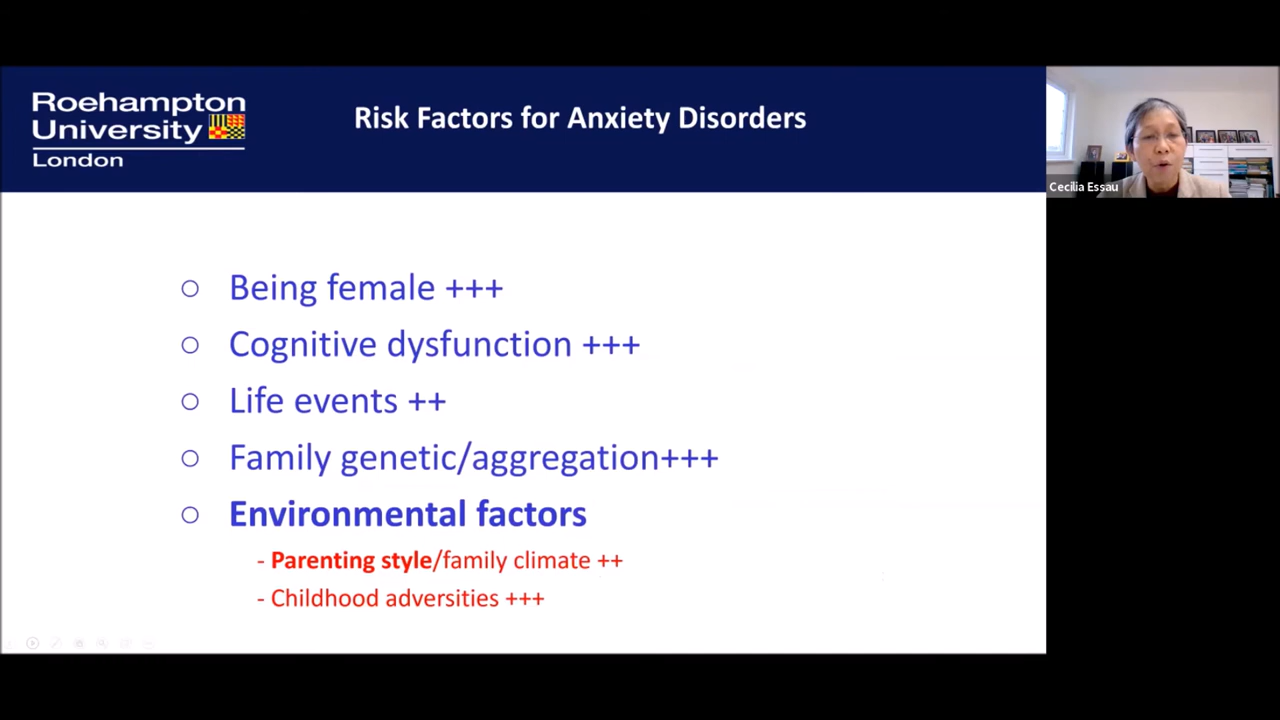 Roehampton
University
London
Risk Factors for Anxiety Disorders
Cecilia Essau
○ Being female +++
○ Cognitive dysfunction +++
○ Life events ++
○ Family genetic/aggregation+++
○ Environmental factors
- Parenting style/family climate ++
- Childhood adversities +++